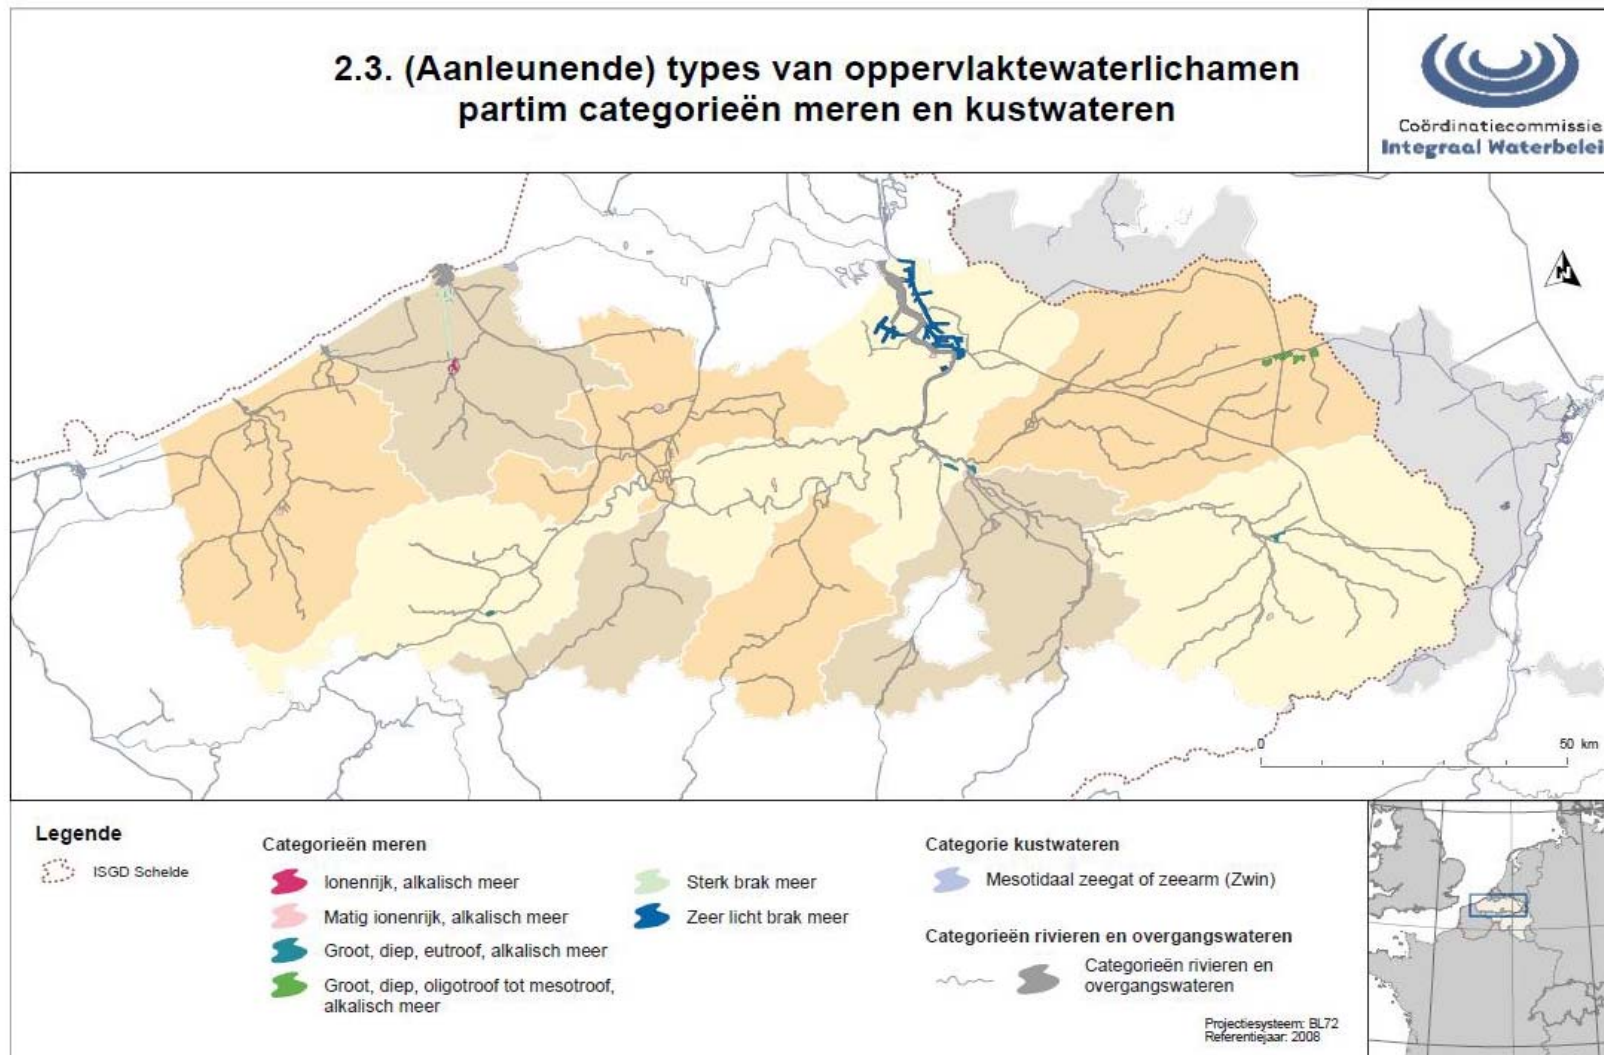 2.3. (Aanleunende) types van oppervlaktewaterlichamen
partim categorieën meren en kustwateren
Coördinatiecommissie
Integraal Waterbelei
N
0 50 km
Legende
ISGD Schelde
Categorieën meren
Ionenrijk, alkalisch meer
Matig ionenrijk, alkalisch meer
Groot, diep, eutroof, alkalisch meer
Groot, diep, oligotroof tot mesotroof,
alkalisch meer
Sterk brak meer
Zeer licht brak meer
Categorie kustwateren
Mesotidaal zeegat of zeearm (Zwin)
Categorieën rivieren en overgangswateren
Categorieën rivieren en
overgangswateren
Projectiesysteem: BL72
Referentiejaar: 2008